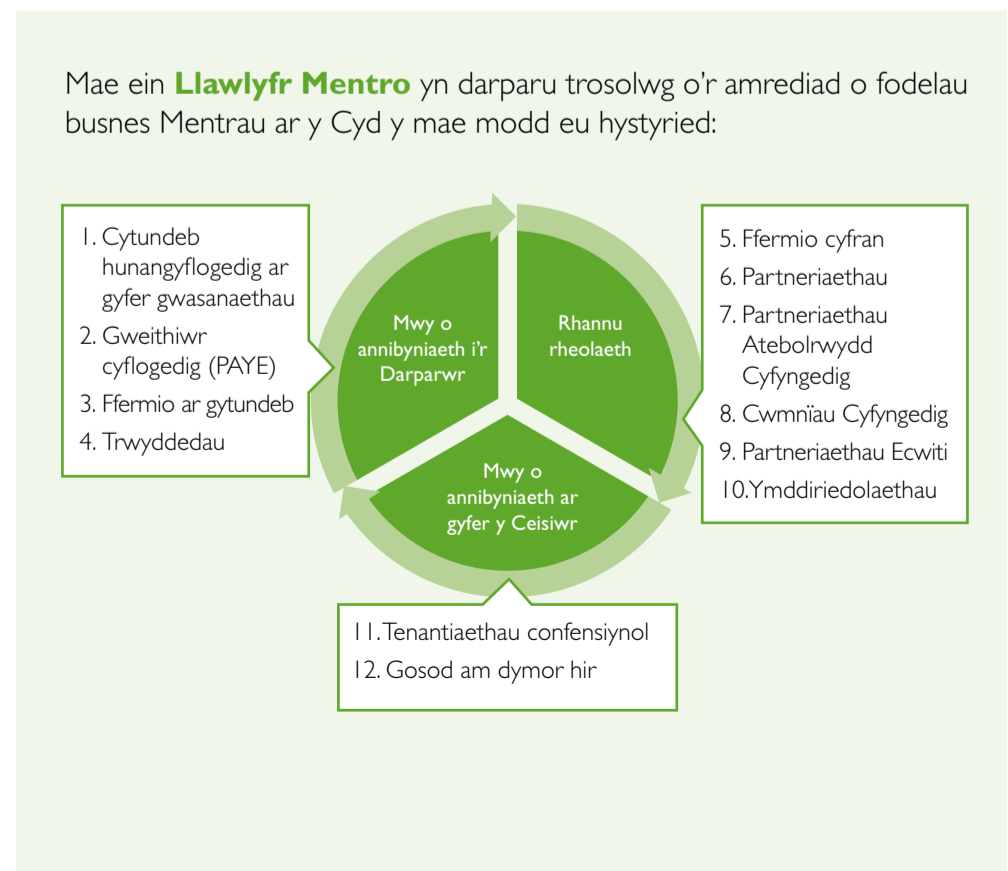 Mae ein Llawlyfr Mentro yn darparu trosolwg o'r amrediad o fodelau
busnes Mentrau ar y Cyd y mae modd eu hystyried:
1. Cytundeb
hunangyflogedig ar
gyfer gwasanaethau
2. Gweithiwr
cyflogedig (PAYE)
3. Ffermio ar gytundeb
4. Trwyddedau
Mwy o
annibyniaeth i'r
Darparwr
Rhannu
rheolaeth
5. Ffermio cyfran
6. Partneriaethau
7. Partneriaethau
Atebolrwydd
Cyfyngedig
8. Cwmnïau Cyfyngedig
9. Partneriaethau Ecwiti
10.Ymddiriedolaethau
Mwy o
annibyniaeth ar
gyfer y Ceisiwr
11.Tenantiaethau confensiynol
12. Gosod am dymor hir